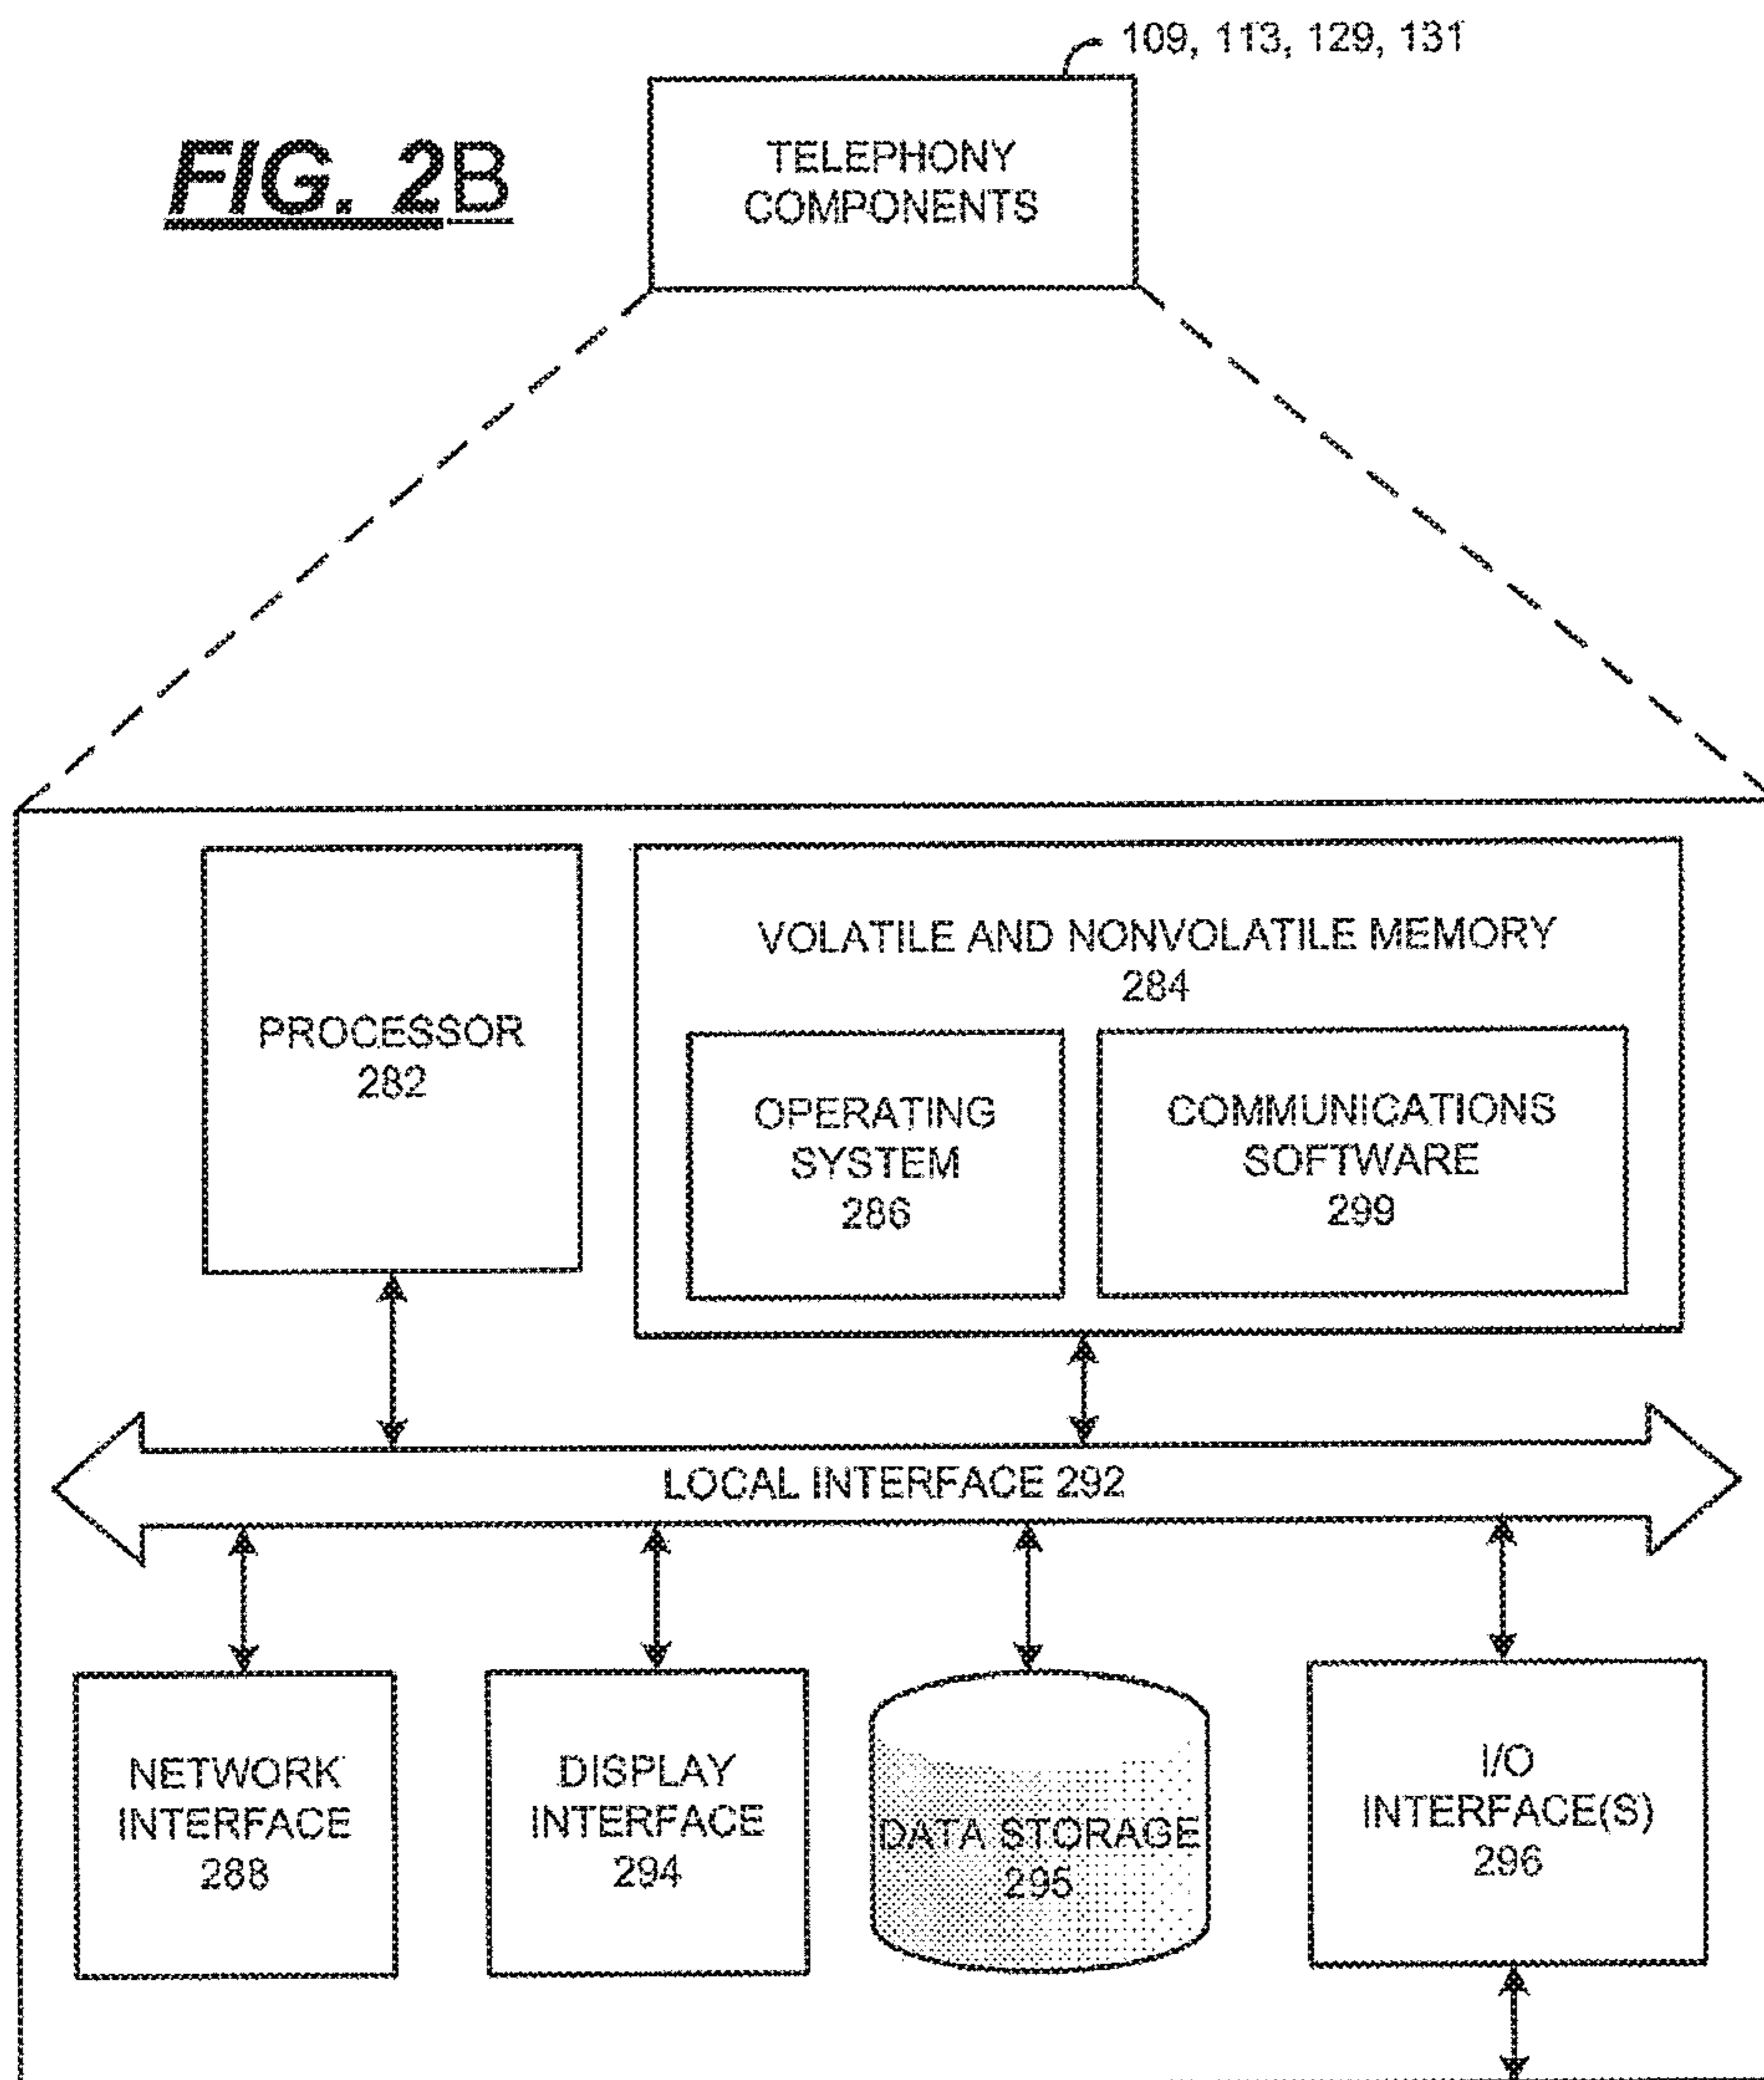 109, 113, 129, 131
FIG. 2B
TELEPHONY
COMPONENTS
VOLATILE AND NONVOLATILE MEMORY
284
PROCESSOR
282
OPERATING
SYSTEM
286
COMMUNICATIONS
SOFTWARE
299
LOCAL INTERFACE 292
NETWORK
INTERFACE
288
DISPLAY
INTERFACE
294
DATA STORAGE
295
I/O
INTERFACE(S)
296